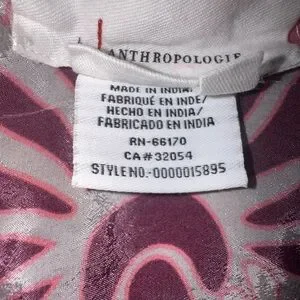 ANTHROPOLOGIE
MADE IN INDIA/
FABRIQUÉ EN INDE/
HECHO EN INDIA/
FABRICADO EN INDIA
RN-66170
CA#32054
STYLE NO.-0000015895